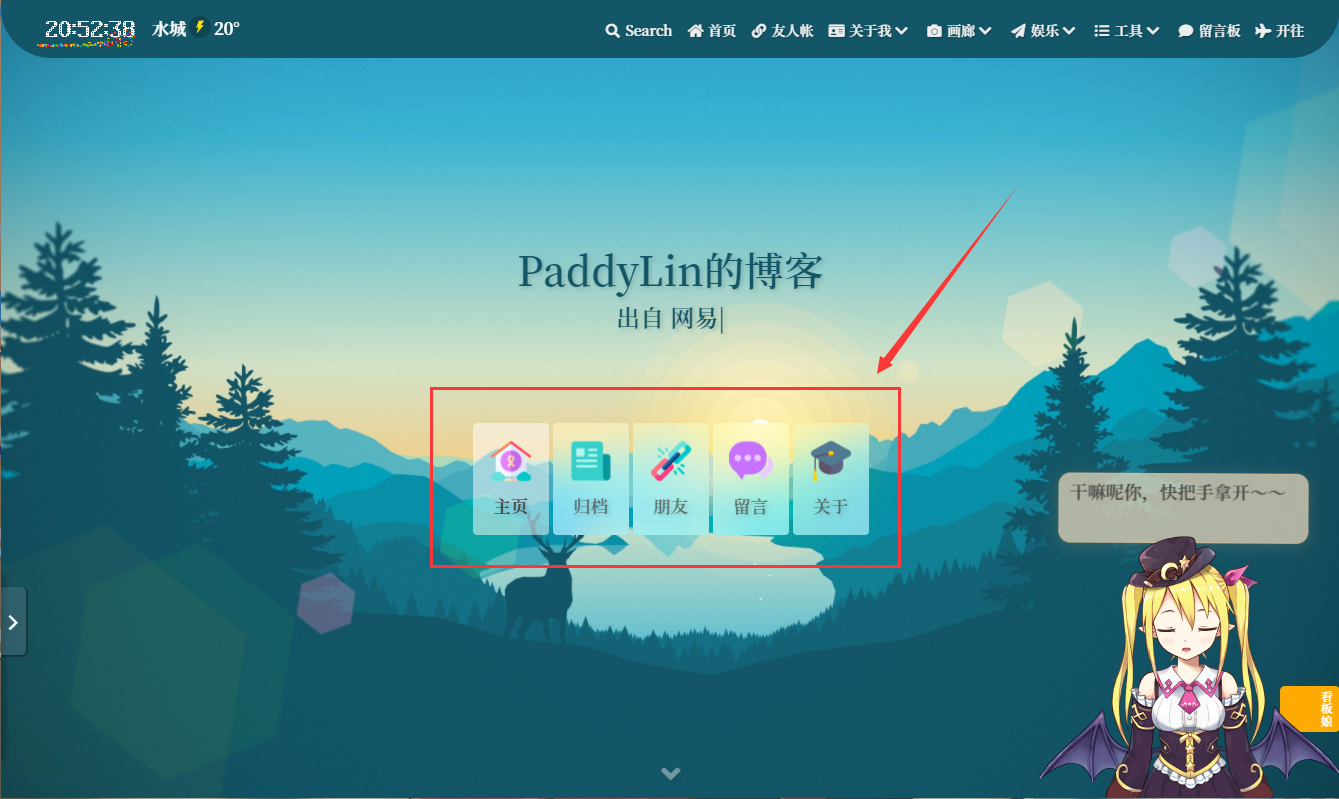 20:52:38 水城 20°
Search 首页 友人帐 关于我 画廊 娱乐 工具 留言板 开往
PaddyLin的博客
出自 网易|
主页 归档 朋友 留言 关于
干嘛呢你，快把手拿开～～
看板娘